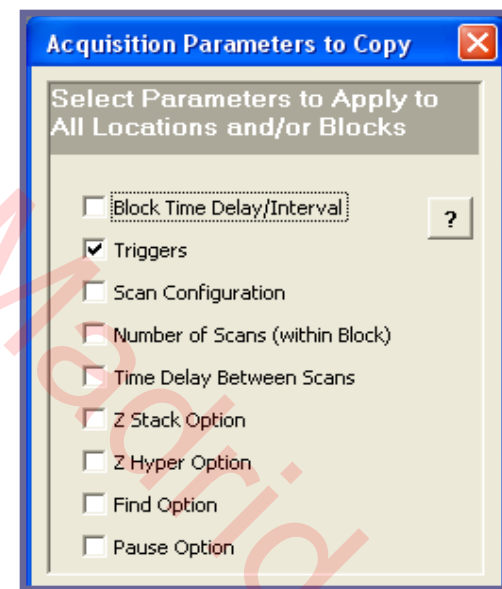 Acquisition Parameters to Copy
Select Parameters to Apply to
All Locations and/or Blocks
Block Time Delay/Interval
?
Triggers
Scan Configuration
Number of Scans (within Block)
Time Delay Between Scans
Z Stack Option
Z Hyper Option
Find Option
Pause Option
Madrid